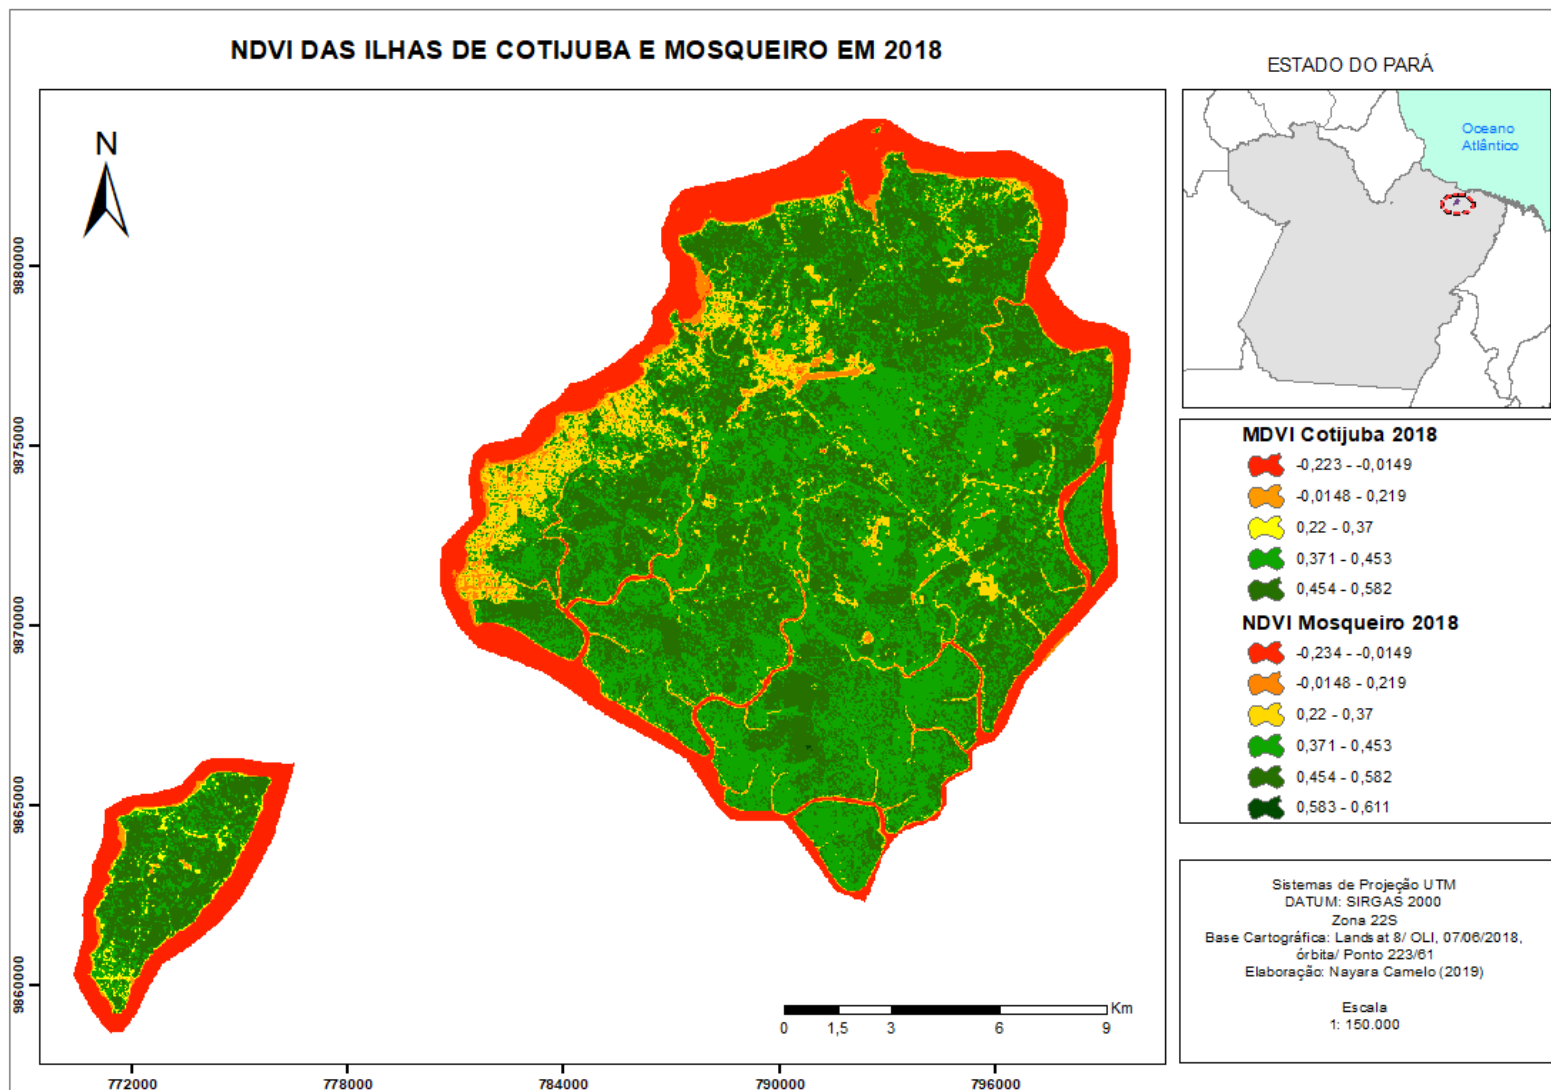 NDVI DAS ILHAS DE COTIJUBA E MOSQUEIRO EM 2018
ESTADO DO PARÁ
N
Oceano
Atlântico
9880000
9875000
9870000
9865000
9860000
772000
778000
784000
790000
796000
Km
0 1,5 3 6 9
MDVI Cotijuba 2018
-0,223 - -0,0149
-0,0148 - 0,219
0,22 - 0,37
0,371 - 0,453
0,454 - 0,582
NDVI Mosqueiro 2018
-0,234 - -0,0149
-0,0148 - 0,219
0,22 - 0,37
0,371 - 0,453
0,454 - 0,582
0,583 - 0,611
Sistemas de Projeção UTM
DATUM: SIRGAS 2000
Zona 22S
Base Cartográfica: Landsat 8/ OLI, 07/06/2018,
órbita/ Ponto 223/61
Elaboração: Nayara Camelo (2019)
Escala
1: 150.000